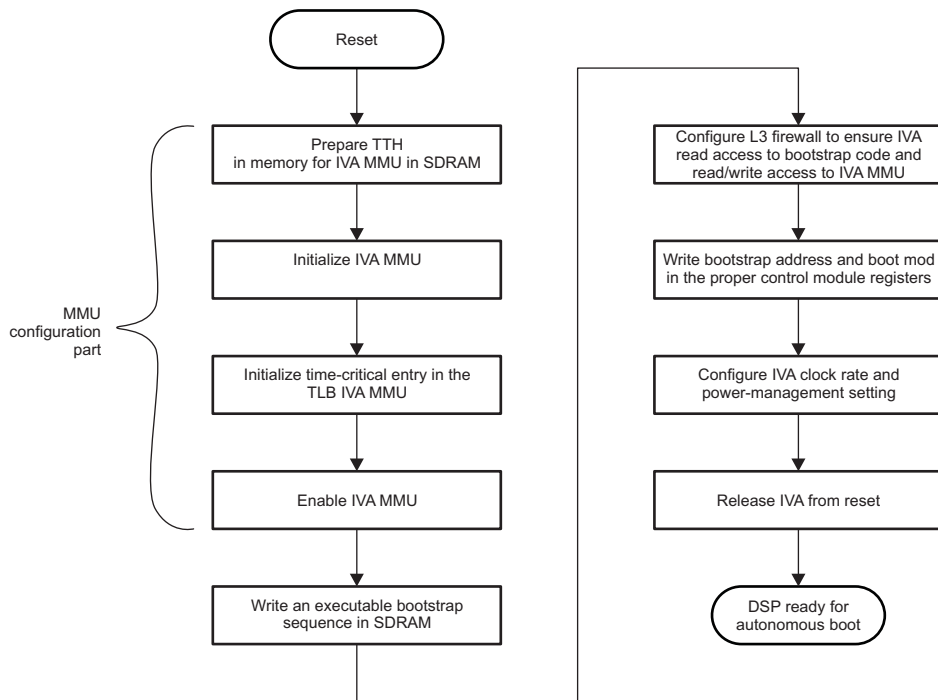 Reset
Prepare TTH
in memory for IVA MMU in SDRAM
Initialize IVA MMU
MMU
configuration
part
Initialize time-critical entry in the
TLB IVA MMU
Enable IVA MMU
Write an executable bootstrap
sequence in SDRAM
Configure L3 firewall to ensure IVA
read access to bootstrap code and
read/write access to IVA MMU
Write bootstrap address and boot mod
in the proper control module registers
Configure IVA clock rate and
power-management setting
Release IVA from reset
DSP ready for
autonomous boot